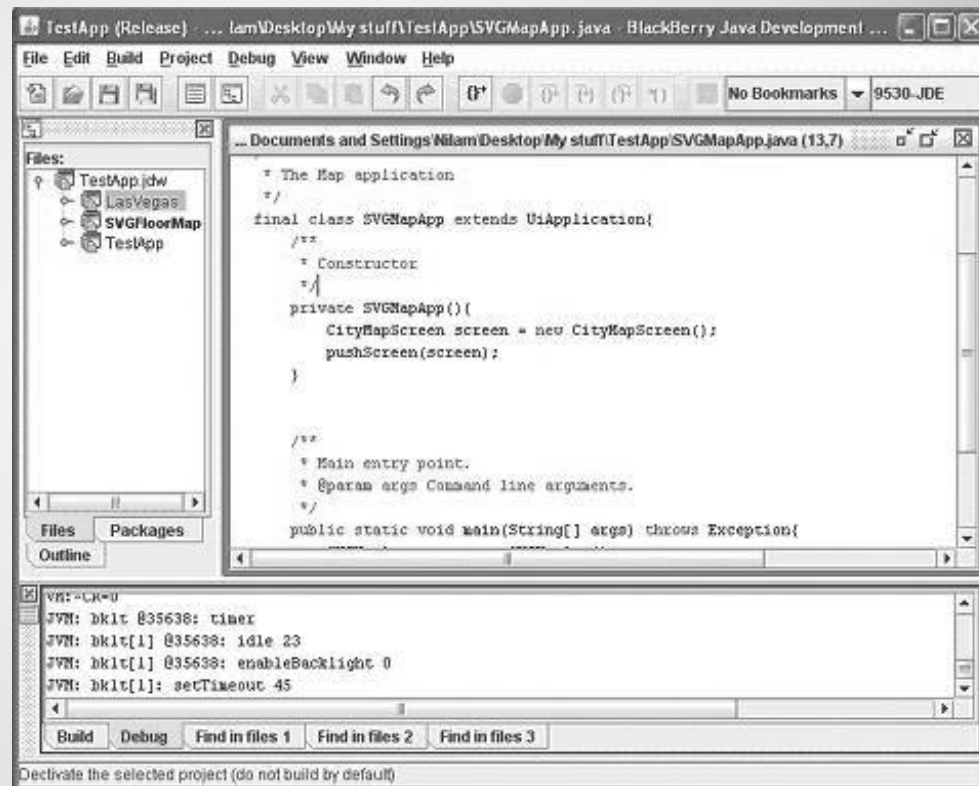 TestApp (Release) - ... lam\Desktop\My stuff\TestApp\SVGMapApp.java - BlackBerry Java Development ...
File Edit Build Project Debug View Window Help
No Bookmarks 9530-JDE
Files:
TestApp.jdw
LasVegas
SVGFloorMap
TestApp
Files Packages
Outline
... Documents and Settings\Nilam\Desktop\My stuff\TestApp\SVGMapApp.java (13,7)
* The Map application
*/
final class SVGMapApp extends UiApplication{
/**
* Constructor
*/
private SVGMapApp(){
CityMapScreen screen = new CityMapScreen();
pushScreen(screen);
}
/**
* Main entry point.
* @param args Command line arguments.
*/
public static void main(String[] args) throws Exception{
VM:-CR=0
JVM: bklt @35638: timer
JVM: bklt[1] @35638: idle 23
JVM: bklt[1] @35638: enableBacklight 0
JVM: bklt[1]: setTimeout 45
Build Debug Find in files 1 Find in files 2 Find in files 3
Dectivate the selected project (do not build by default)